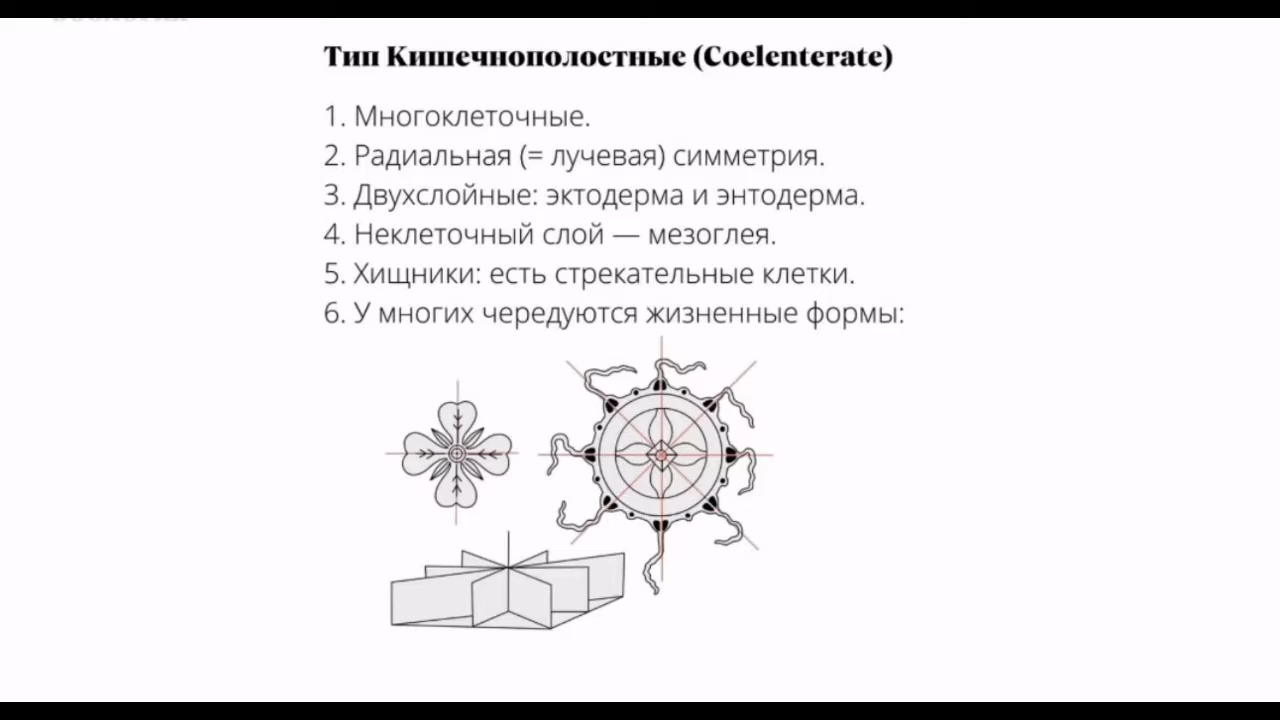 Тип Кишечнополостные (Coelenterate)
1. Многоклеточные.
2. Радиальная (= лучевая) симметрия.
3. Двухслойные: эктодерма и энтодерма.
4. Неклеточный слой — мезоглея.
5. Хищники: есть стрекательные клетки.
6. У многих чередуются жизненные формы: